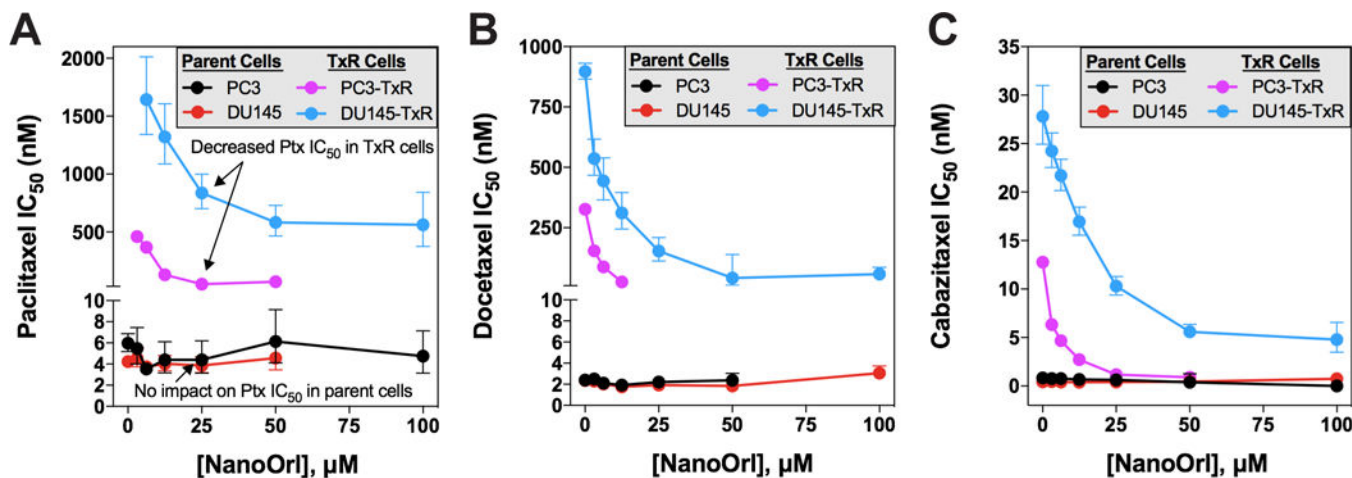 A
Paclitaxel IC50 (nM)
2000
1500
1000
500
10
8
6
4
2
0
Parent Cells TxR Cells
PC3 PC3-TxR
DU145 DU145-TxR
Decreased Ptx IC50 in TxR cells
No impact on Ptx IC50 in parent cells
0 25 50 75 100
[NanoOrl], µM
B
Docetaxel IC50 (nM)
1000
750
500
250
10
8
6
4
2
0
Parent Cells TxR Cells
PC3 PC3-TxR
DU145 DU145-TxR
0 25 50 75 100
[NanoOrl], µM
C
Cabazitaxel IC50 (nM)
35
30
25
20
15
10
5
0
Parent Cells TxR Cells
PC3 PC3-TxR
DU145 DU145-TxR
0 25 50 75 100
[NanoOrl], µM